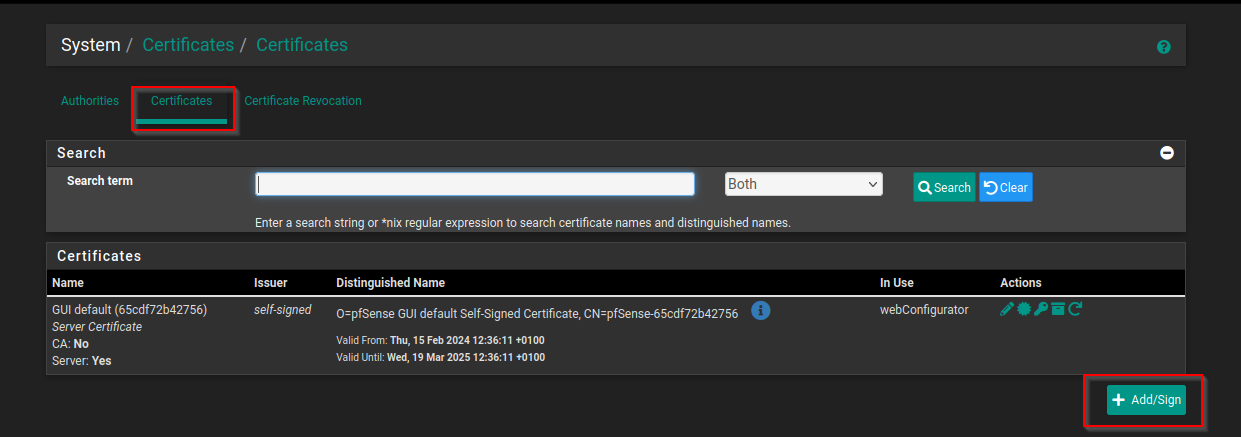 System / Certificates / Certificates
Authorities Certificates Certificate Revocation
Search
Search term Both Search Clear
Enter a search string or *nix regular expression to search certificate names and distinguished names.
Certificates
Name Issuer Distinguished Name In Use Actions
GUI default (65cdf72b42756) self-signed O=pfSense GUI default Self-Signed Certificate, CN=pfSense-65cdf72b42756 webConfigurator
Server Certificate
CA: No Valid From: Thu, 15 Feb 2024 12:36:11 +0100
Server: Yes Valid Until: Wed, 19 Mar 2025 12:36:11 +0100
Add/Sign